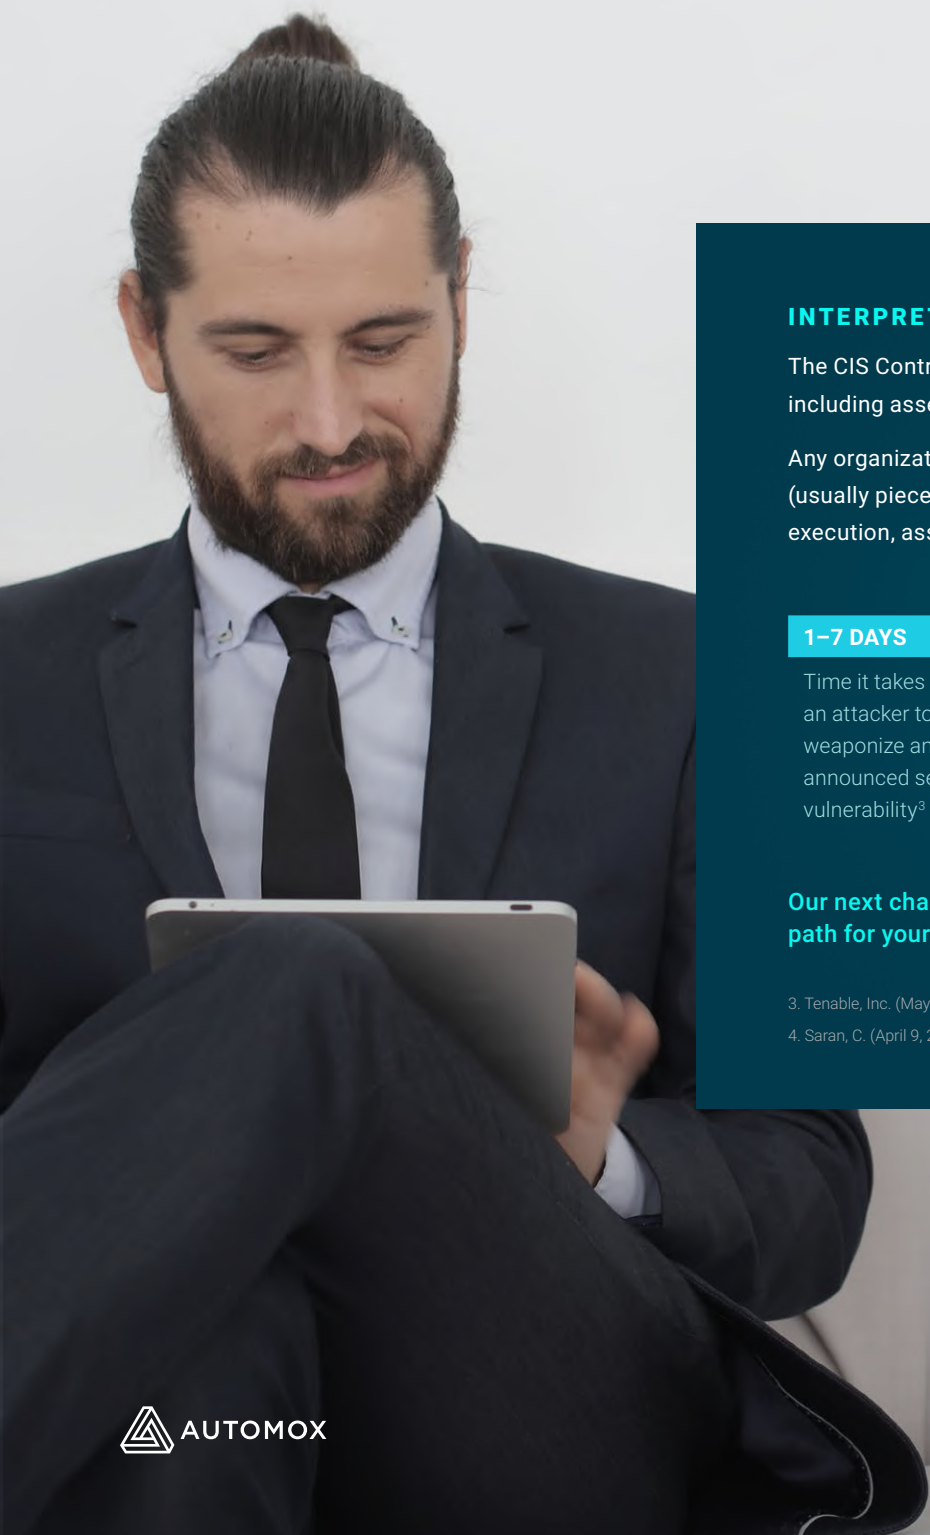 INTERPRE
The CIS Contr
including asse
Any organizat
(usually piece
execution, ass
1–7 DAYS
Time it takes
an attacker to
weaponize an
announced se
vulnerability³
Our next cha
path for your
3. Tenable, Inc. (May
4. Saran, C. (April 9, 2
AUTOMOX